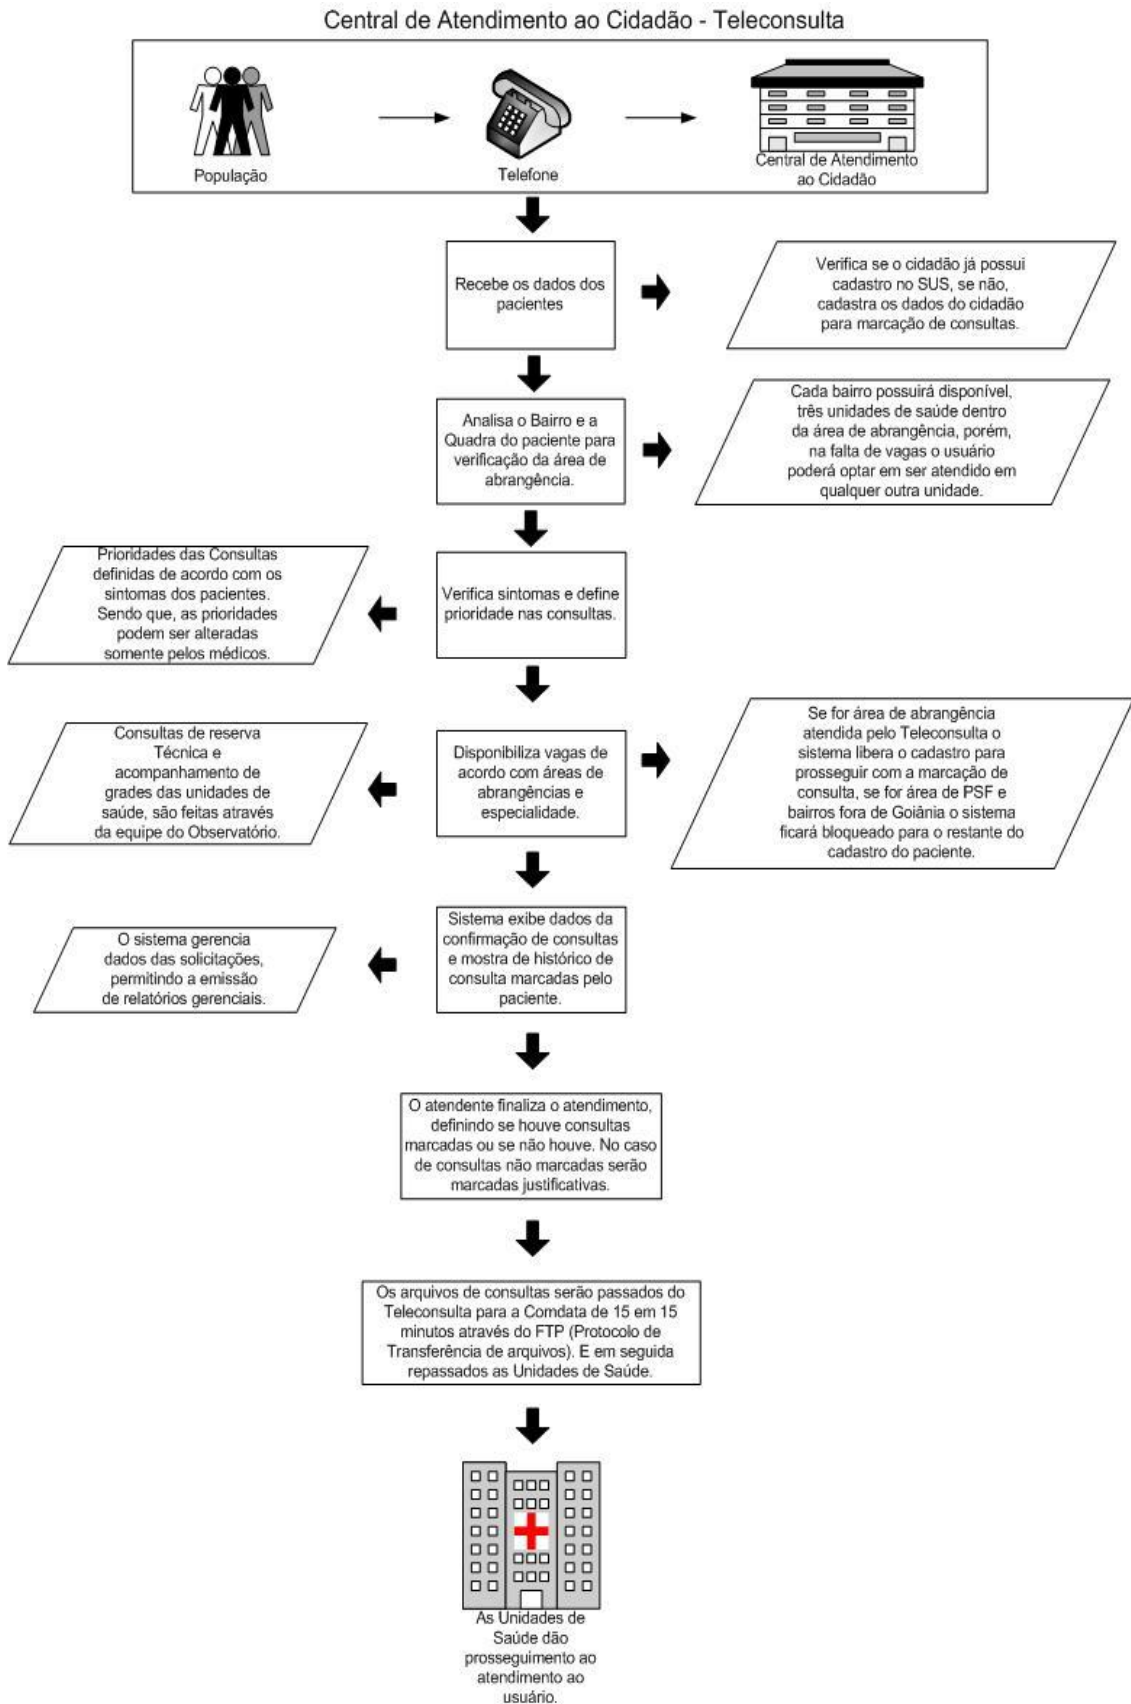 Central de Atendimento ao Cidadão - Teleconsulta
População
Telefone
Central de Atendimento
ao Cidadão
Recebe os dados dos
pacientes
Verifica se o cidadão já possui
cadastro no SUS, se não,
cadastra os dados do cidadão
para marcação de consultas.
Analisa o Bairro e a
Quadra do paciente para
verificação da área de
abrangência.
Cada bairro possuirá disponível,
três unidades de saúde dentro
da área de abrangência, porém,
na falta de vagas o usuário
poderá optar em ser atendido em
qualquer outra unidade.
Prioridades das Consultas
definidas de acordo com os
sintomas dos pacientes.
Sendo que, as prioridades
podem ser alteradas
somente pelos médicos.
Verifica sintomas e define
prioridade nas consultas.
Consultas de reserva
Técnica e
acompanhamento de
grades das unidades de
saúde, são feitas através
da equipe do Observatório.
Disponibiliza vagas de
acordo com áreas de
abrangências e
especialidade.
Se for área de abrangência
atendida pelo Teleconsulta o
sistema libera o cadastro para
prosseguir com a marcação de
consulta, se for área de PSF e
bairros fora de Goiânia o sistema
ficará bloqueado para o restante do
cadastro do paciente.
O sistema gerencia
dados das solicitações,
permitindo a emissão
de relatórios gerenciais.
Sistema exibe dados da
confirmação de consultas
e mostra de histórico de
consulta marcadas pelo
paciente.
O atendente finaliza o atendimento,
definindo se houve consultas
marcadas ou se não houve. No caso
de consultas não marcadas serão
marcadas justificativas.
Os arquivos de consultas serão passados do
Teleconsulta para a Comdata de 15 em 15
minutos através do FTP (Protocolo de
Transferência de arquivos). E em seguida
repassados as Unidades de Saúde.
As Unidades de
Saúde dão
prosseguimento ao
atendimento ao
usuário.